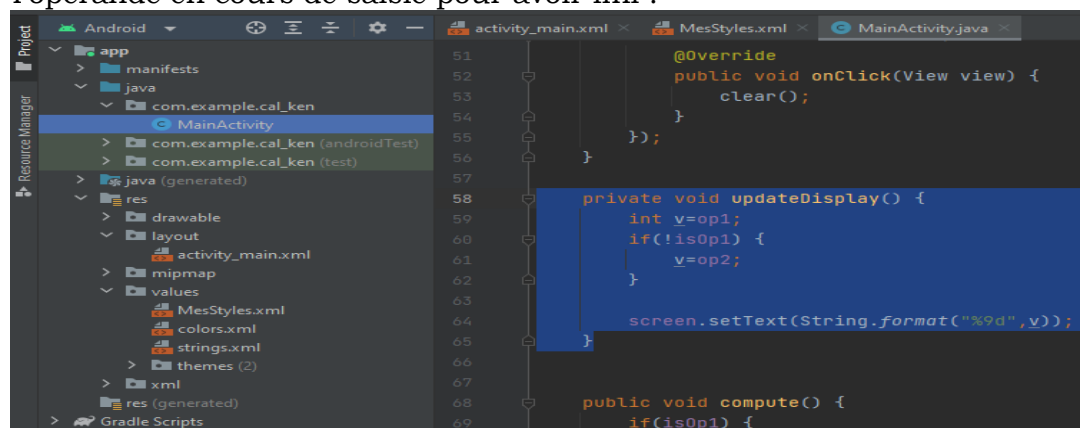 l'opérande en cours de saisie pour avoir
Android
activity_main.xml
MesStyles.xml
MainActivity.java
Project
Resource Manager
app
manifests
java
com.example.cal_ken
MainActivity
com.example.cal_ken (androidTest)
com.example.cal_ken (test)
java (generated)
res
drawable
layout
activity_main.xml
mipmap
values
MesStyles.xml
colors.xml
strings.xml
themes (2)
xml
res (generated)
Gradle Scripts
51 @Override
52 public void onClick(View view) {
53 clear();
54 }
55 });
56 }
57
58 private void updateDisplay() {
59 int v=op1;
60 if(!isOp1) {
61 v=op2;
62 }
63
64 screen.setText(String.format("%9d",v));
65 }
66
67
68 public void compute() {
69 if(isOp1) {